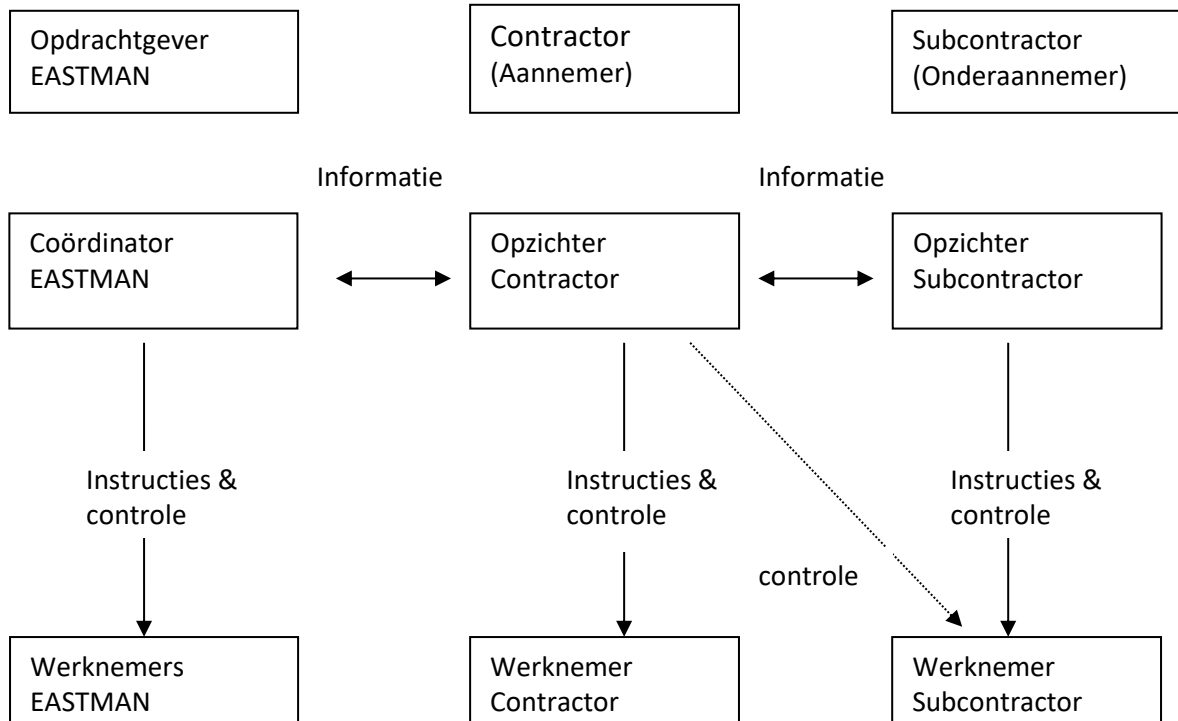 Opdrachtgever
EASTMAN
Contractor
(Aannemer)
Subcontractor
(Onderaannemer)
Informatie
Informatie
Coördinator
EASTMAN
Opzichter
Contractor
Opzichter
Subcontractor
Instructies &
controle
Instructies &
controle
Instructies &
controle
controle
Werknemers
EASTMAN
Werknemer
Contractor
Werknemer
Subcontractor